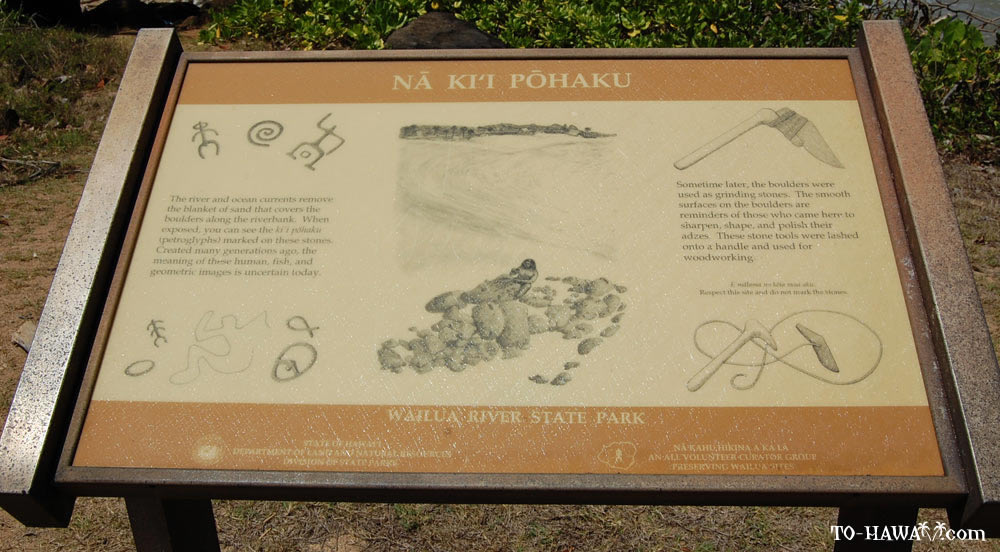 NĀ KIʻI PŌHAKU
The river and ocean currents remove
the blanket of sand that covers the
boulders along the riverbank. When
exposed, you can see the kiʻi pōhaku
(petroglyphs) marked on these stones.
Created many generations ago, the
meaning of these human, fish, and
geometric images is uncertain today.
Sometime later, the boulders were
used as grinding stones. The smooth
surfaces on the boulders are
reminders of those who came here to
sharpen, shape, and polish their
adzes. These stone tools were lashed
onto a handle and used for
woodworking.
E mālama no kēia mau aku.
Respect this site and do not mark the stones.
WAILUA RIVER STATE PARK
STATE OF HAWAIʻI
DEPARTMENT OF LAND AND NATURAL RESOURCES
DIVISION OF STATE PARKS
NĀ KAHU HIKINA A KA LĀ
AN ALL VOLUNTEER CURATOR GROUP
PRESERVING WAILUA SITES
TO-HAWAII.com